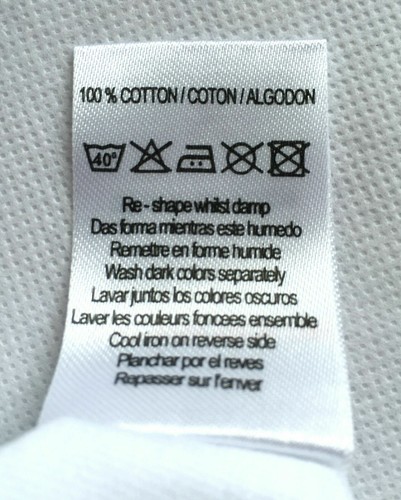 100 % COTTON / COTON / ALGODON
40°
Re - shape whilst damp
Das forma mientras este humedo
Remettre en forme humide
Wash dark colors separately
Lavar juntos los colores oscuros
Laver les couleurs foncees ensemble
Cool iron on reverse side
Planchar por el reves
Repasser sur l'enver